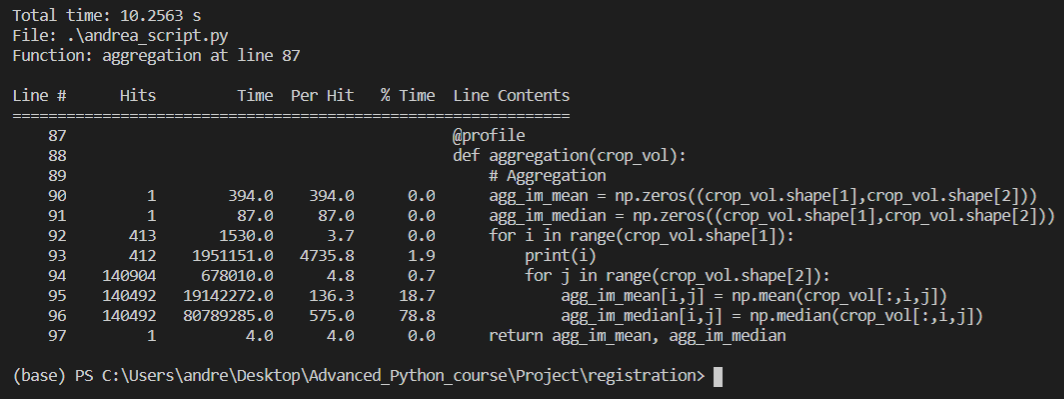 Total time: 10.2563 s
File: .\andrea_script.py
Function: aggregation at line 87
Line #      Hits         Time  Per Hit   % Time  Line Contents
==============================================================
    87                                           @profile
    88                                           def aggregation(crop_vol):
    89                                               # Aggregation
    90         1        394.0    394.0      0.0      agg_im_mean = np.zeros((crop_vol.shape[1],crop_vol.shape[2]))
    91         1         87.0     87.0      0.0      agg_im_median = np.zeros((crop_vol.shape[1],crop_vol.shape[2]))
    92       413       1530.0      3.7      0.0      for i in range(crop_vol.shape[1]):
    93       412    1951151.0   4735.8      1.9          print(i)
    94    140904     678010.0      4.8      0.7          for j in range(crop_vol.shape[2]):
    95    140492   19142272.0    136.3     18.7              agg_im_mean[i,j] = np.mean(crop_vol[:,i,j])
    96    140492   80789285.0    575.0     78.8              agg_im_median[i,j] = np.median(crop_vol[:,i,j])
    97         1          4.0      4.0      0.0      return agg_im_mean, agg_im_median
(base) PS C:\Users\andre\Desktop\Advanced_Python_course\Project\registration>